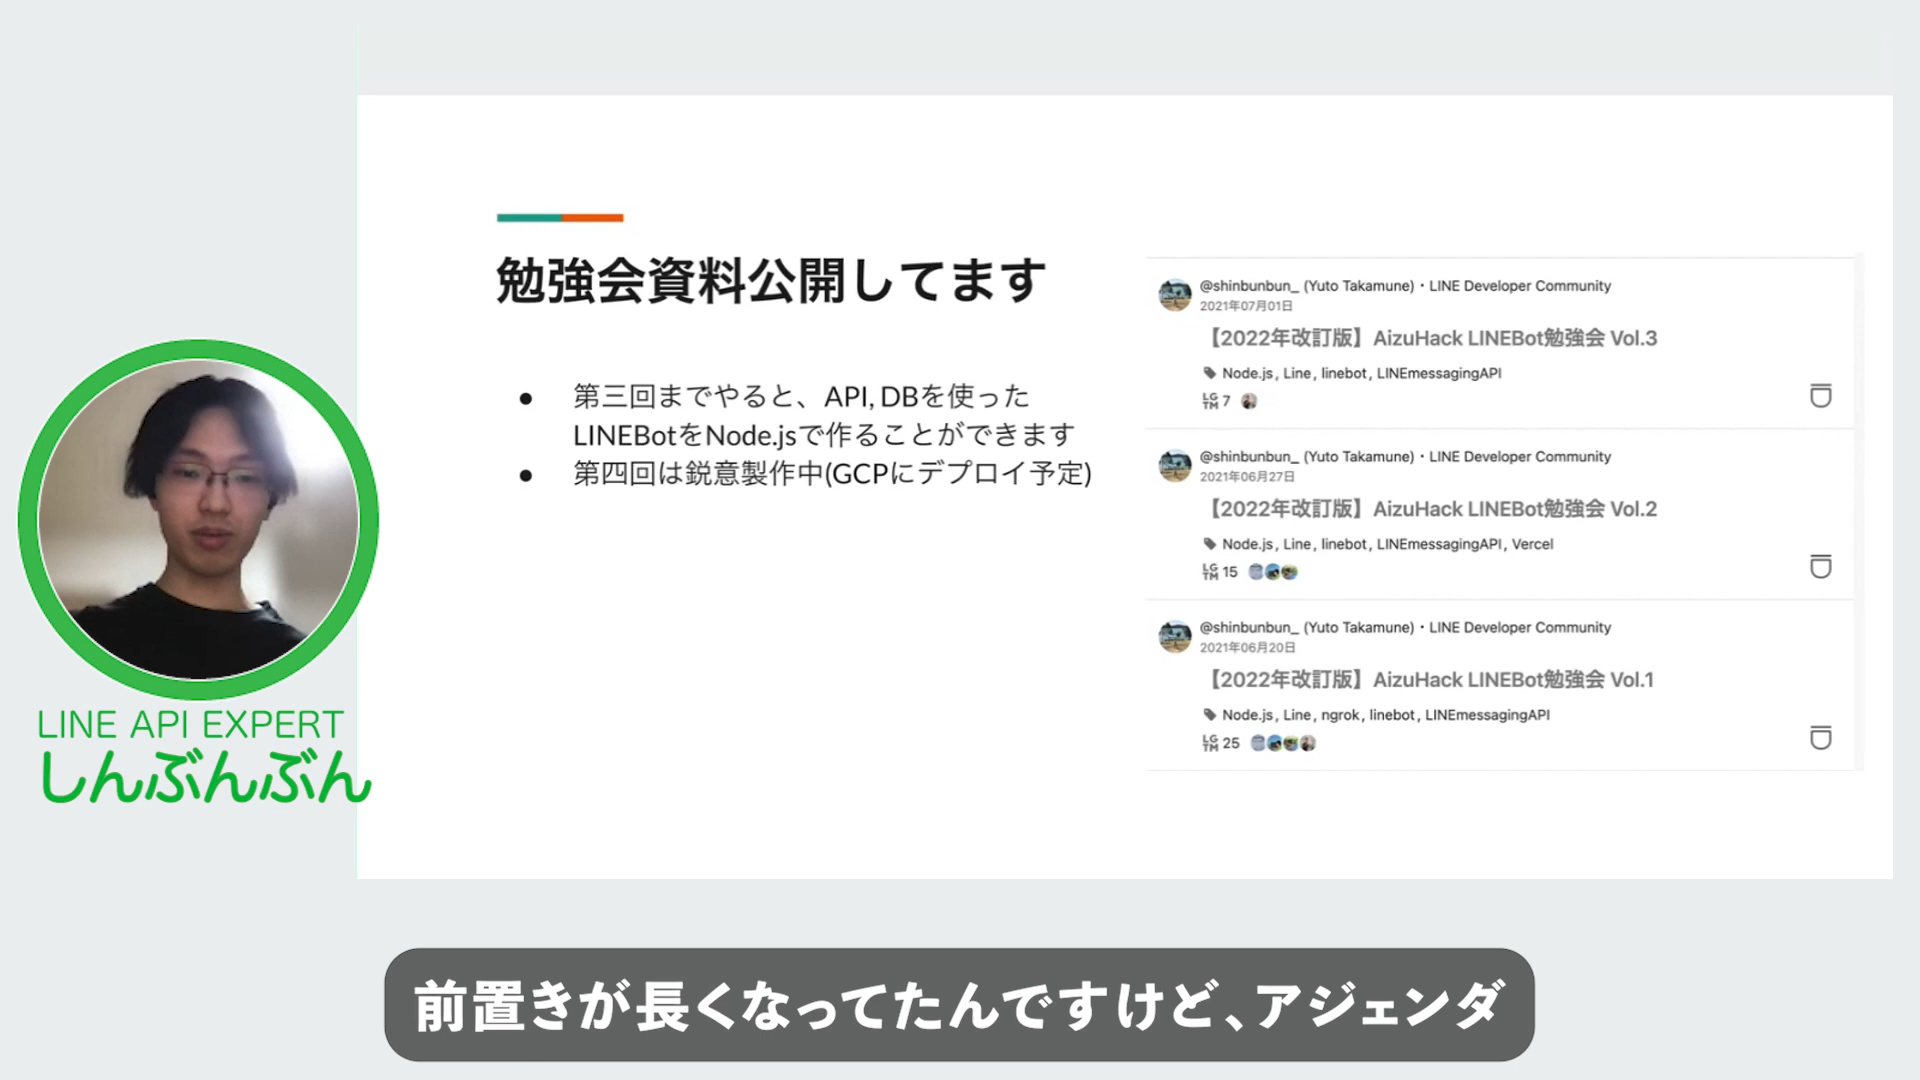 勉強会資料公開してます
● 第三回までやると、API, DBを使った
LINEBotをNode.jsで作ることができます
● 第四回は鋭意製作中(GCPにデプロイ予定)
@shinbunbun_ (Yuto Takamune)・LINE Developer Community
2021年07月01日
【2022年改訂版】AizuHack LINEBot勉強会 Vol.3
Node.js, Line, linebot, LINEmessagingAPI
LGTM 7
@shinbunbun_ (Yuto Takamune)・LINE Developer Community
2021年06月27日
【2022年改訂版】AizuHack LINEBot勉強会 Vol.2
Node.js, Line, linebot, LINEmessagingAPI, Vercel
LGTM 15
@shinbunbun_ (Yuto Takamune)・LINE Developer Community
2021年06月20日
【2022年改訂版】AizuHack LINEBot勉強会 Vol.1
Node.js, Line, ngrok, linebot, LINEmessagingAPI
LGTM 25
LINE API EXPERT
しんぶんぶん
前置きが長くなってたんですけど、アジェンダ